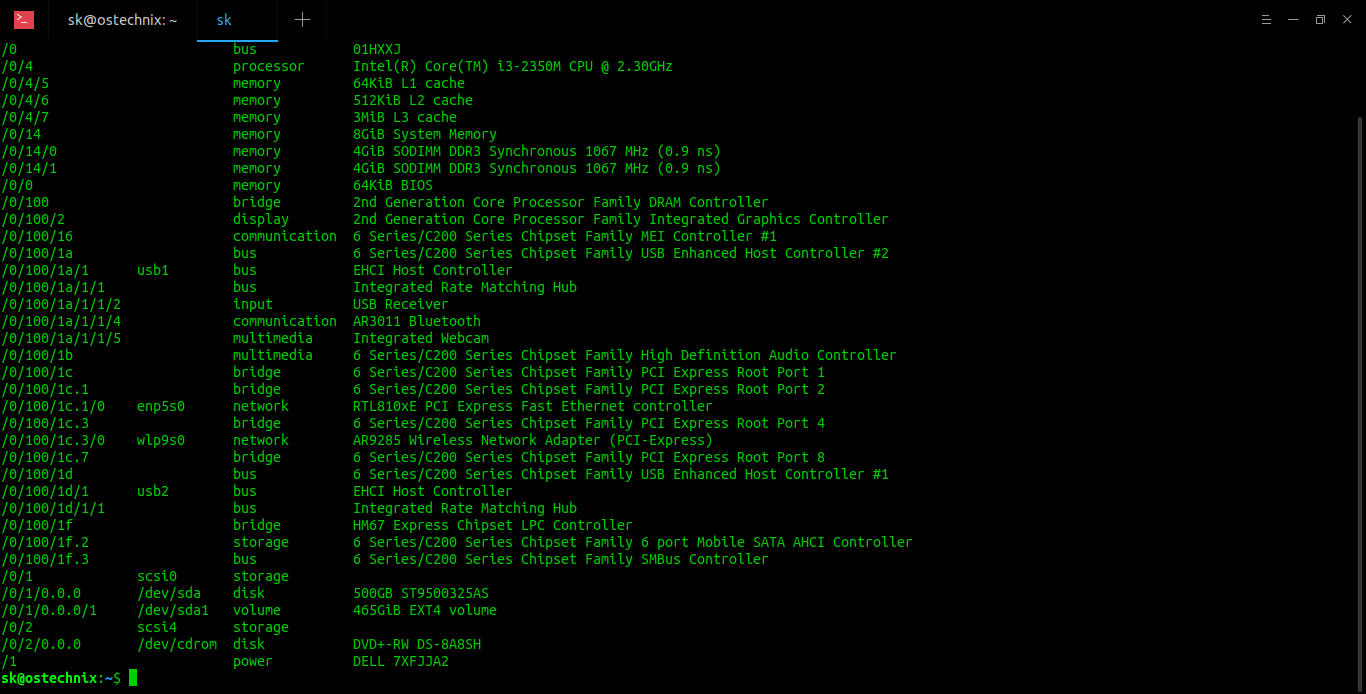 sk@ostechnix: ~ sk
/0 bus 01HXXJ
/0/4 processor Intel(R) Core(TM) i3-2350M CPU @ 2.30GHz
/0/4/5 memory 64KiB L1 cache
/0/4/6 memory 512KiB L2 cache
/0/4/7 memory 3MiB L3 cache
/0/14 memory 8GiB System Memory
/0/14/0 memory 4GiB SODIMM DDR3 Synchronous 1067 MHz (0.9 ns)
/0/14/1 memory 4GiB SODIMM DDR3 Synchronous 1067 MHz (0.9 ns)
/0/0 memory 64KiB BIOS
/0/100 bridge 2nd Generation Core Processor Family DRAM Controller
/0/100/2 display 2nd Generation Core Processor Family Integrated Graphics Controller
/0/100/16 communication 6 Series/C200 Series Chipset Family MEI Controller #1
/0/100/1a bus 6 Series/C200 Series Chipset Family USB Enhanced Host Controller #2
/0/100/1a/1 usb1 bus EHCI Host Controller
/0/100/1a/1/1 bus Integrated Rate Matching Hub
/0/100/1a/1/1/2 input USB Receiver
/0/100/1a/1/1/4 communication AR3011 Bluetooth
/0/100/1a/1/1/5 multimedia Integrated Webcam
/0/100/1b multimedia 6 Series/C200 Series Chipset Family High Definition Audio Controller
/0/100/1c bridge 6 Series/C200 Series Chipset Family PCI Express Root Port 1
/0/100/1c.1 bridge 6 Series/C200 Series Chipset Family PCI Express Root Port 2
/0/100/1c.1/0 enp5s0 network RTL810xE PCI Express Fast Ethernet controller
/0/100/1c.3 bridge 6 Series/C200 Series Chipset Family PCI Express Root Port 4
/0/100/1c.3/0 wlp9s0 network AR9285 Wireless Network Adapter (PCI-Express)
/0/100/1c.7 bridge 6 Series/C200 Series Chipset Family PCI Express Root Port 8
/0/100/1d bus 6 Series/C200 Series Chipset Family USB Enhanced Host Controller #1
/0/100/1d/1 usb2 bus EHCI Host Controller
/0/100/1d/1/1 bus Integrated Rate Matching Hub
/0/100/1f bridge HM67 Express Chipset LPC Controller
/0/100/1f.2 storage 6 Series/C200 Series Chipset Family 6 port Mobile SATA AHCI Controller
/0/100/1f.3 bus 6 Series/C200 Series Chipset Family SMBus Controller
/0/1 scsi0 storage
/0/1/0.0.0 /dev/sda disk 500GB ST9500325AS
/0/1/0.0.0/1 /dev/sda1 volume 465GiB EXT4 volume
/0/2 scsi4 storage
/0/2/0.0.0 /dev/cdrom disk DVD+-RW DS-8A8SH
/1 power DELL 7XFJJA2
sk@ostechnix:~$